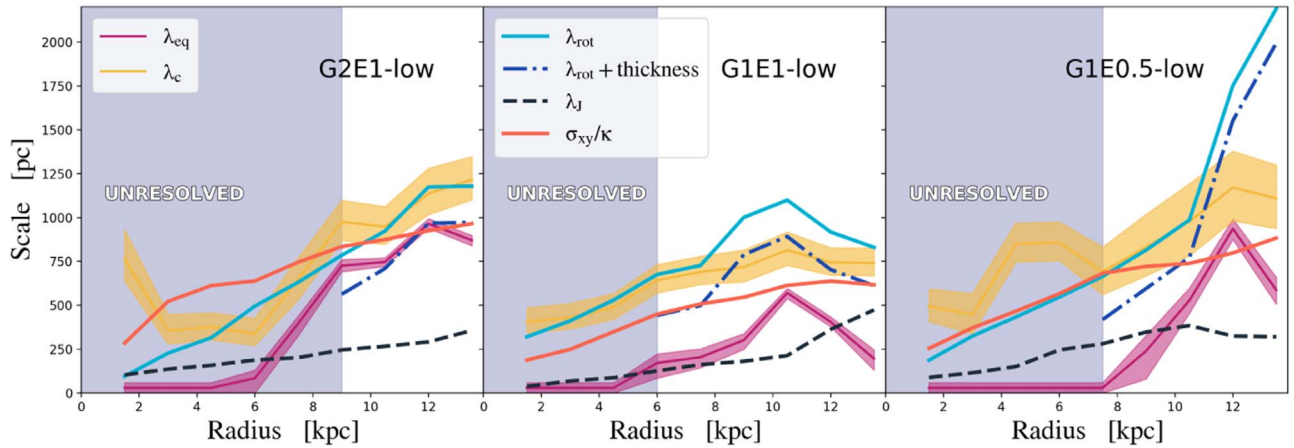 2000
1750
1500
1250
1000
750
500
250
0
Scale [pc]
λeq
λc
G2E1-low
UNRESOLVED
0 2 4 6 8 10 12
Radius [kpc]
λrot
λrot + thickness
λJ
σxy/κ
G1E1-low
UNRESOLVED
0 2 4 6 8 10 12
Radius [kpc]
G1E0.5-low
UNRESOLVED
0 2 4 6 8 10 12
Radius [kpc]